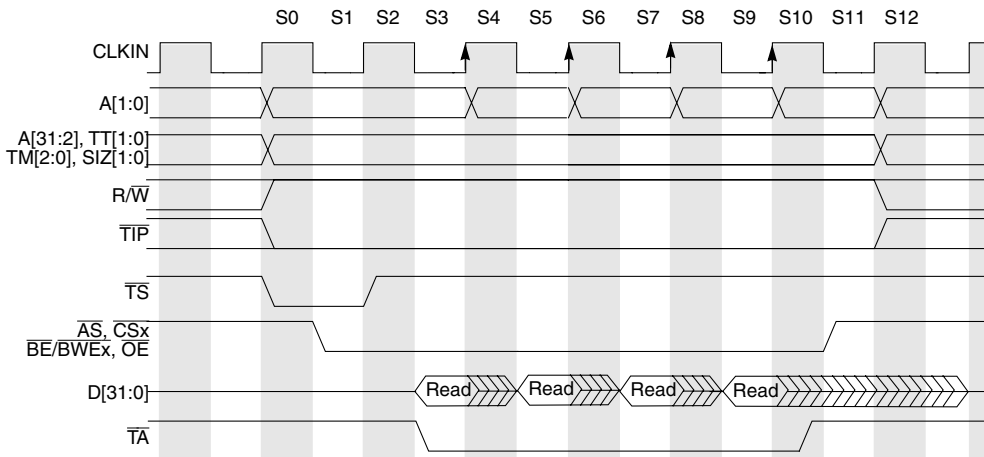 S0 S1 S2 S3 S4 S5 S6 S7 S8 S9 S10 S11 S12
CLKIN
A[1:0]
A[31:2], TT[1:0]
TM[2:0], SIZ[1:0]
R/W
TIP
TS
AS, CSx
BE/BWEx, OE
D[31:0] Read Read Read Read
TA